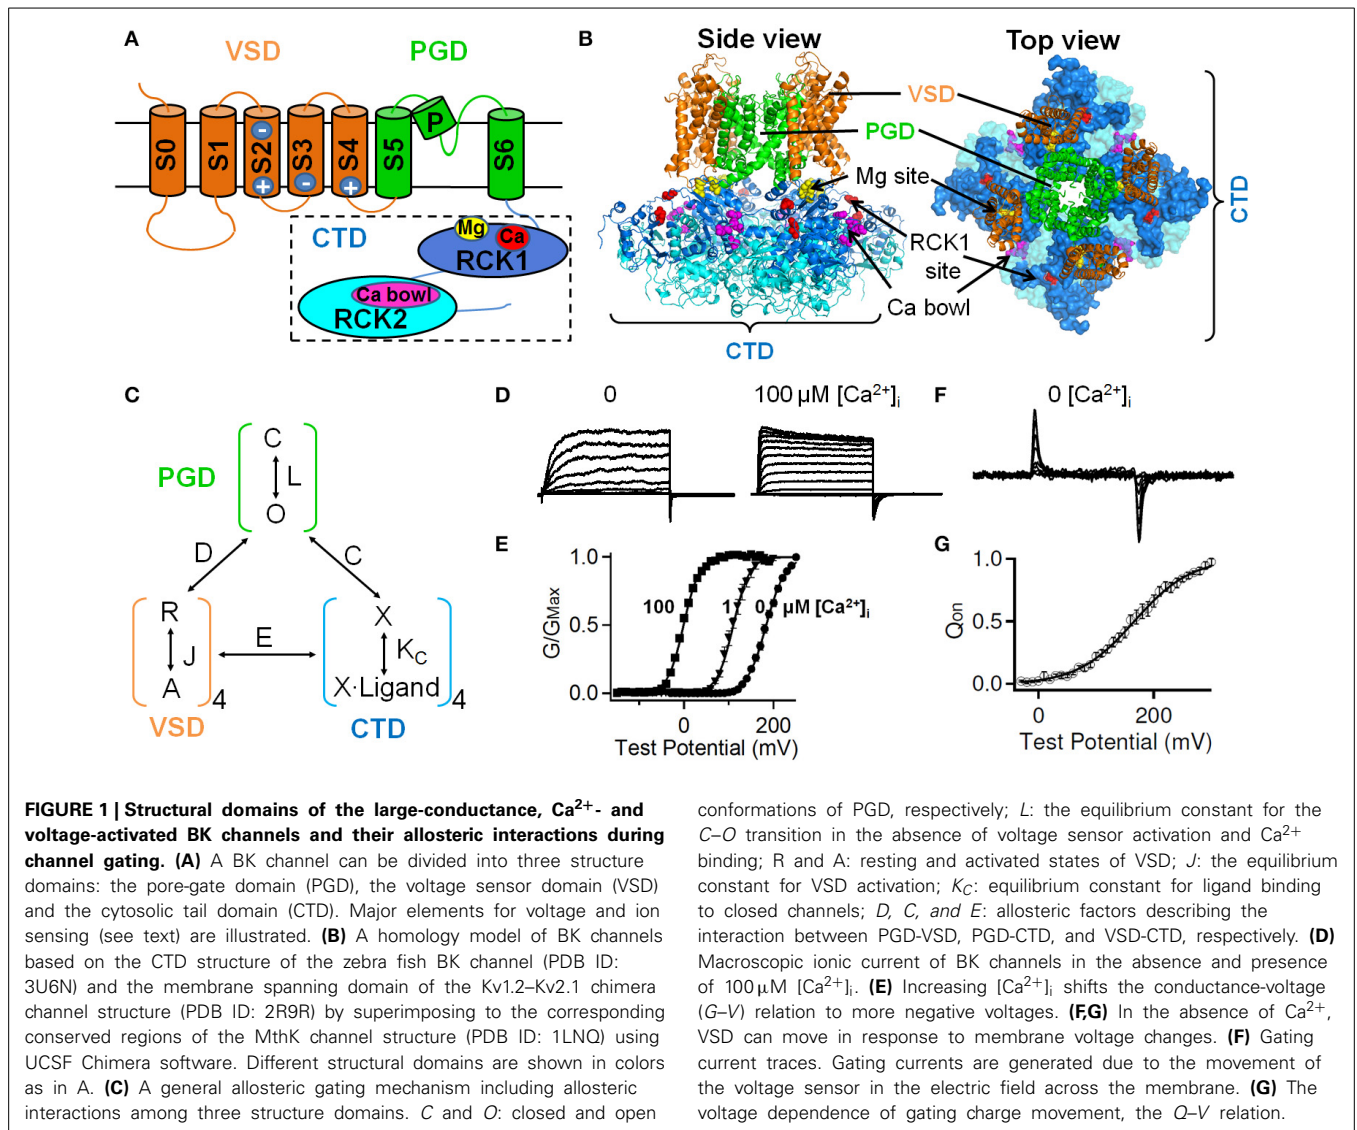 A
VSD
PGD
S0
S1
S2
S3
S4
S5
P
S6
-
+
-
+
CTD
Mg
Ca
RCK1
Ca bowl
RCK2
B
Side view
Top view
VSD
PGD
Mg site
RCK1
site
Ca bowl
CTD
CTD
C
PGD
C
L
O
D
C
R
J
A
4
VSD
E
X
K_C
X·Ligand
4
CTD
D
0
100 µM [Ca²⁺]ᵢ
E
G/GMax
1.0
0.5
0.0
100
1
0
µM [Ca²⁺]ᵢ
0
200
Test Potential (mV)
F
0 [Ca²⁺]ᵢ
G
Qon
1.0
0.5
0.0
0
200
Test Potential (mV)
FIGURE 1 | Structural domains of the large-conductance, Ca²⁺- and
voltage-activated BK channels and their allosteric interactions during
channel gating. (A) A BK channel can be divided into three structure
domains: the pore-gate domain (PGD), the voltage sensor domain (VSD)
and the cytosolic tail domain (CTD). Major elements for voltage and ion
sensing (see text) are illustrated. (B) A homology model of BK channels
based on the CTD structure of the zebra fish BK channel (PDB ID:
3U6N) and the membrane spanning domain of the Kv1.2–Kv2.1 chimera
channel structure (PDB ID: 2R9R) by superimposing to the corresponding
conserved regions of the MthK channel structure (PDB ID: 1LNQ) using
UCSF Chimera software. Different structural domains are shown in colors
as in A. (C) A general allosteric gating mechanism including allosteric
interactions among three structure domains. C and O: closed and open
conformations of PGD, respectively; L: the equilibrium constant for the
C–O transition in the absence of voltage sensor activation and Ca²⁺
binding; R and A: resting and activated states of VSD; J: the equilibrium
constant for VSD activation; K_C: equilibrium constant for ligand binding
to closed channels; D, C, and E: allosteric factors describing the
interaction between PGD-VSD, PGD-CTD, and VSD-CTD, respectively. (D)
Macroscopic ionic current of BK channels in the absence and presence
of 100 µM [Ca²⁺]ᵢ. (E) Increasing [Ca²⁺]ᵢ shifts the conductance-voltage
(G–V) relation to more negative voltages. (F,G) In the absence of Ca²⁺,
VSD can move in response to membrane voltage changes. (F) Gating
current traces. Gating currents are generated due to the movement of
the voltage sensor in the electric field across the membrane. (G) The
voltage dependence of gating charge movement, the Q–V relation.